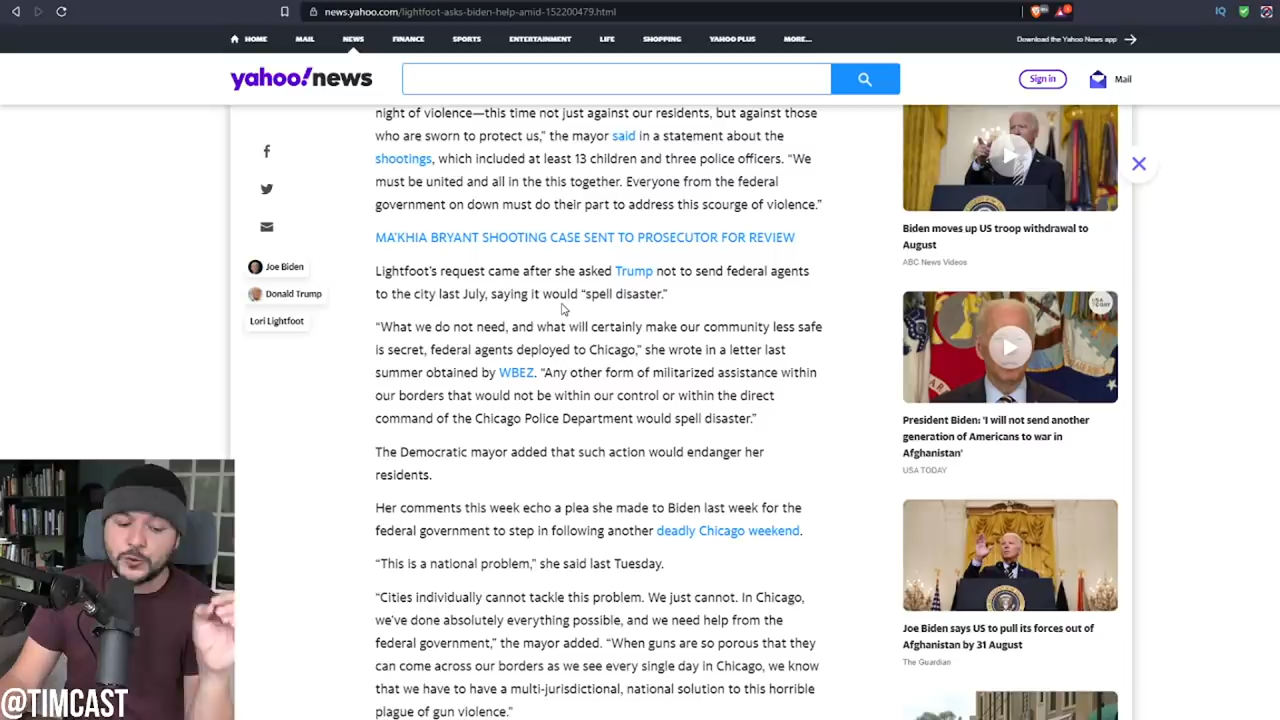 news.yahoo.com/lightfoot-asks-biden-help-amid-152200479.html
HOME MAIL NEWS FINANCE SPORTS ENTERTAINMENT LIFE SHOPPING YAHOO PLUS MORE... Download the Yahoo News app
yahoo!news
Sign in
Mail
night of violence—this time not just against our residents, but against those
who are sworn to protect us," the mayor said in a statement about the
shootings, which included at least 13 children and three police officers. "We
must be united and all in the this together. Everyone from the federal
government on down must do their part to address this scourge of violence."
MA'KHIA BRYANT SHOOTING CASE SENT TO PROSECUTOR FOR REVIEW
Lightfoot's request came after she asked Trump not to send federal agents
to the city last July, saying it would "spell disaster."
"What we do not need, and what will certainly make our community less safe
is secret, federal agents deployed to Chicago," she wrote in a letter last
summer obtained by WBEZ. "Any other form of militarized assistance within
our borders that would not be within our control or within the direct
command of the Chicago Police Department would spell disaster."
The Democratic mayor added that such action would endanger her
residents.
Her comments this week echo a plea she made to Biden last week for the
federal government to step in following another deadly Chicago weekend.
"This is a national problem," she said last Tuesday.
"Cities individually cannot tackle this problem. We just cannot. In Chicago,
we've done absolutely everything possible, and we need help from the
federal government," the mayor added. "When guns are so porous that they
can come across our borders as we see every single day in Chicago, we know
that we have to have a multi-jurisdictional, national solution to this horrible
plague of gun violence."
Joe Biden
Donald Trump
Lori Lightfoot
Biden moves up US troop withdrawal to
August
ABC News Videos
USA TODAY
President Biden: 'I will not send another
generation of Americans to war in
Afghanistan'
USA TODAY
Joe Biden says US to pull its forces out of
Afghanistan by 31 August
The Guardian
@TIMCAST
IQ